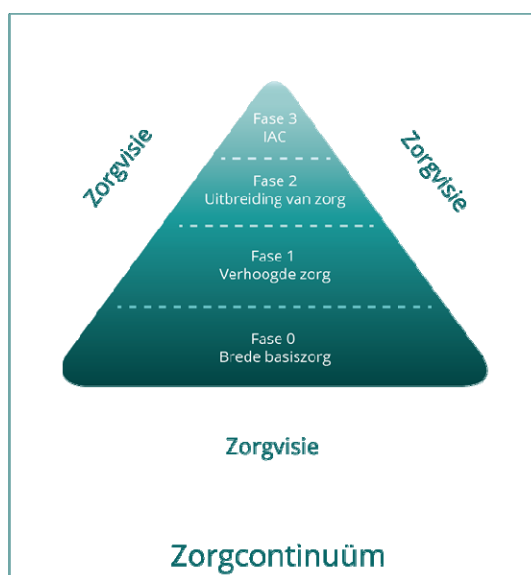 Zorgvisie
Zorgvisie
Fase 3
IAC
Fase 2
Uitbreiding van zorg
Fase 1
Verhoogde zorg
Fase 0
Brede basiszorg
Zorgvisie
Zorgcontinuüm